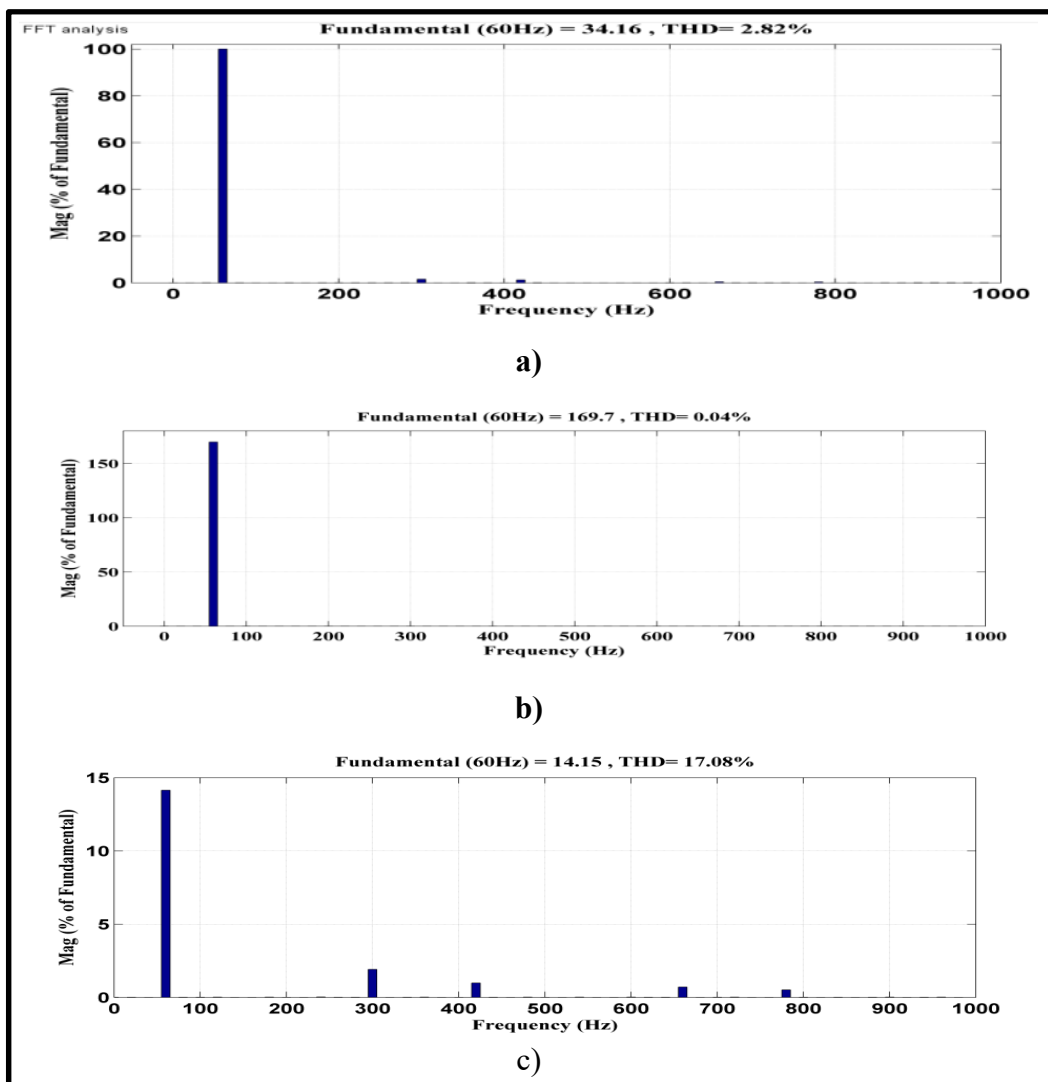 FFT analysis
Fundamental (60Hz) = 34.16 , THD= 2.82%
Mag (% of Fundamental)
100
80
60
40
20
0
0 200 400 600 800 1000
Frequency (Hz)
a)
Fundamental (60Hz) = 169.7 , THD= 0.04%
Mag (% of Fundamental)
150
100
50
0
0 100 200 300 400 500 600 700 800 900 1000
Frequency (Hz)
b)
Fundamental (60Hz) = 14.15 , THD= 17.08%
Mag (% of Fundamental)
15
10
5
0
0 100 200 300 400 500 600 700 800 900 1000
Frequency (Hz)
c)